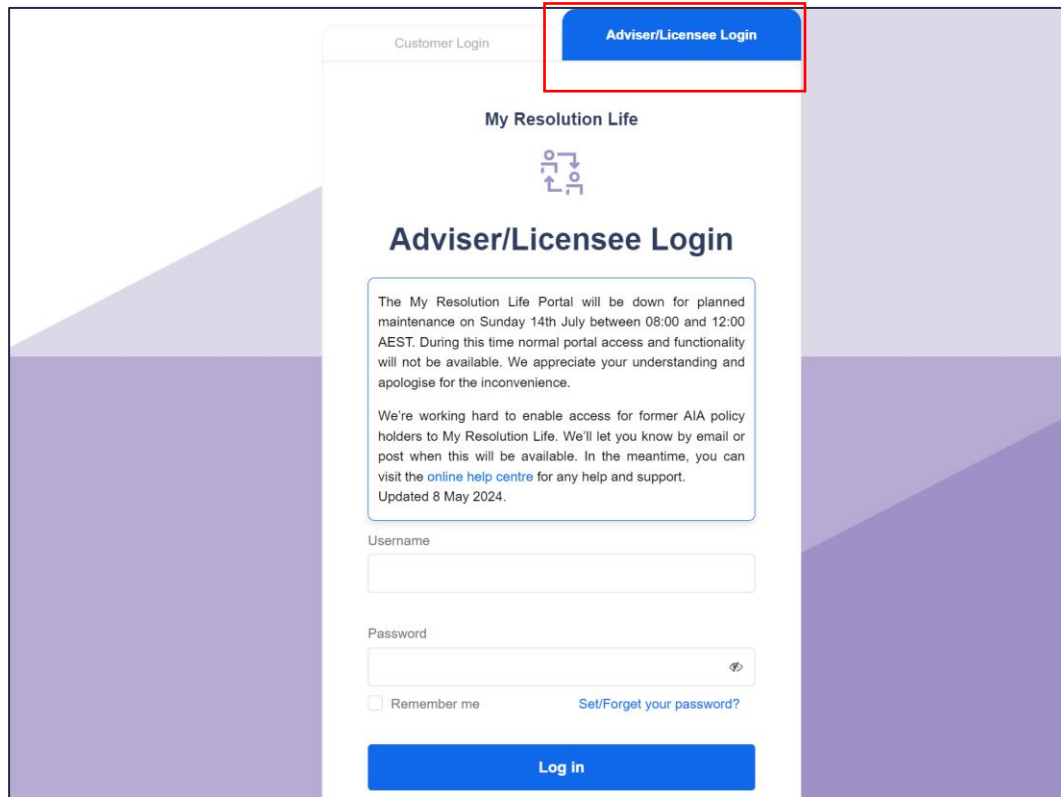 Customer Login
Adviser/Licensee Login
My Resolution Life
Adviser/Licensee Login
The My Resolution Life Portal will be down for planned
maintenance on Sunday 14th July between 08:00 and 12:00
AEST. During this time normal portal access and functionality
will not be available. We appreciate your understanding and
apologise for the inconvenience.
We're working hard to enable access for former AIA policy
holders to My Resolution Life. We'll let you know by email or
post when this will be available. In the meantime, you can
visit the online help centre for any help and support.
Updated 8 May 2024.
Username
Password
Remember me
Set/Forget your password?
Log in